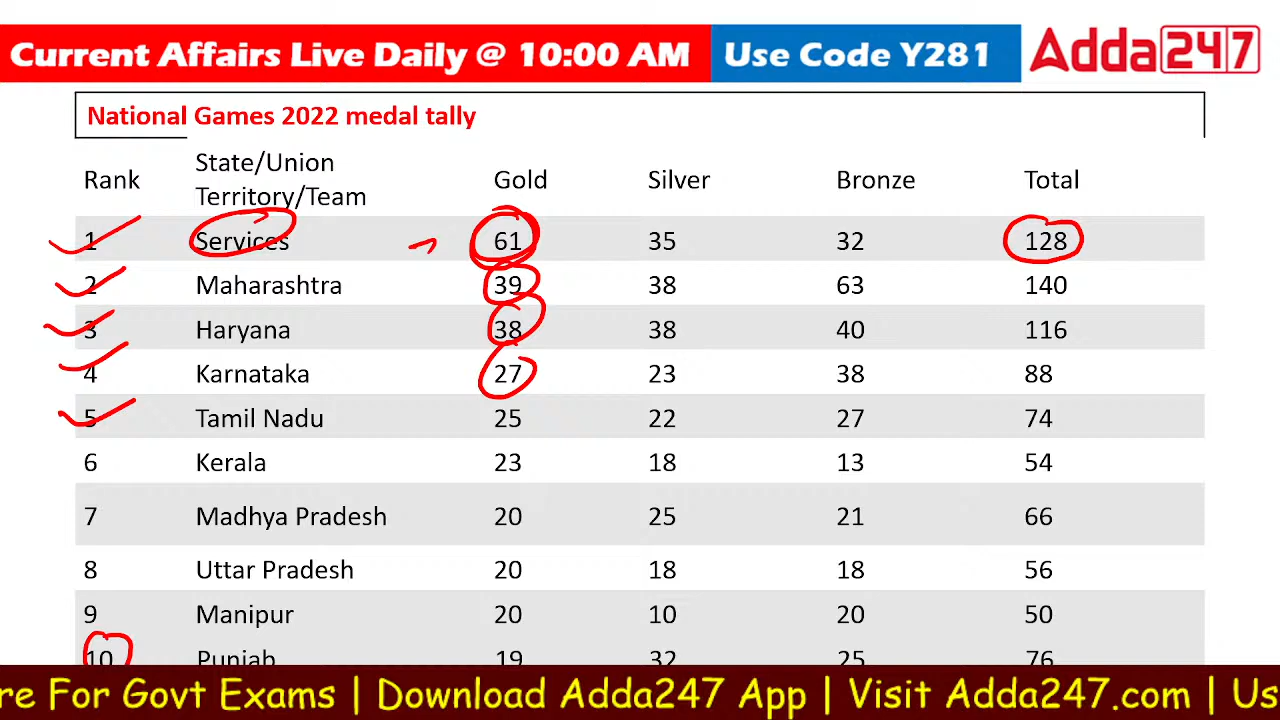 Current Affairs Live Daily @ 10:00 AM Use Code Y281 Adda247
National Games 2022 medal tally
Rank State/Union Territory/Team Gold Silver Bronze Total
1 Services 61 35 32 128
2 Maharashtra 39 38 63 140
3 Haryana 38 38 40 116
4 Karnataka 27 23 38 88
5 Tamil Nadu 25 22 27 74
6 Kerala 23 18 13 54
7 Madhya Pradesh 20 25 21 66
8 Uttar Pradesh 20 18 18 56
9 Manipur 20 10 20 50
10 Punjab 19 32 25 76
re For Govt Exams | Download Adda247 App | Visit Adda247.com | Us